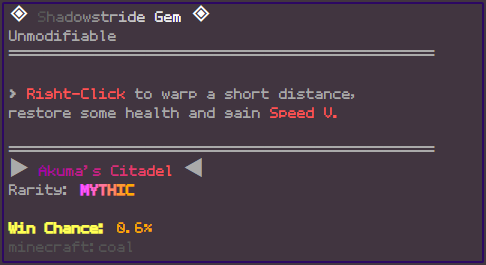 Shadowstride Gem
Unmodifiable
> Right-Click to warp a short distance,
restore some health and gain Speed V.
Akuma's Citadel
Rarity: MYTHIC
Win Chance: 0.6%
minecraft:coal